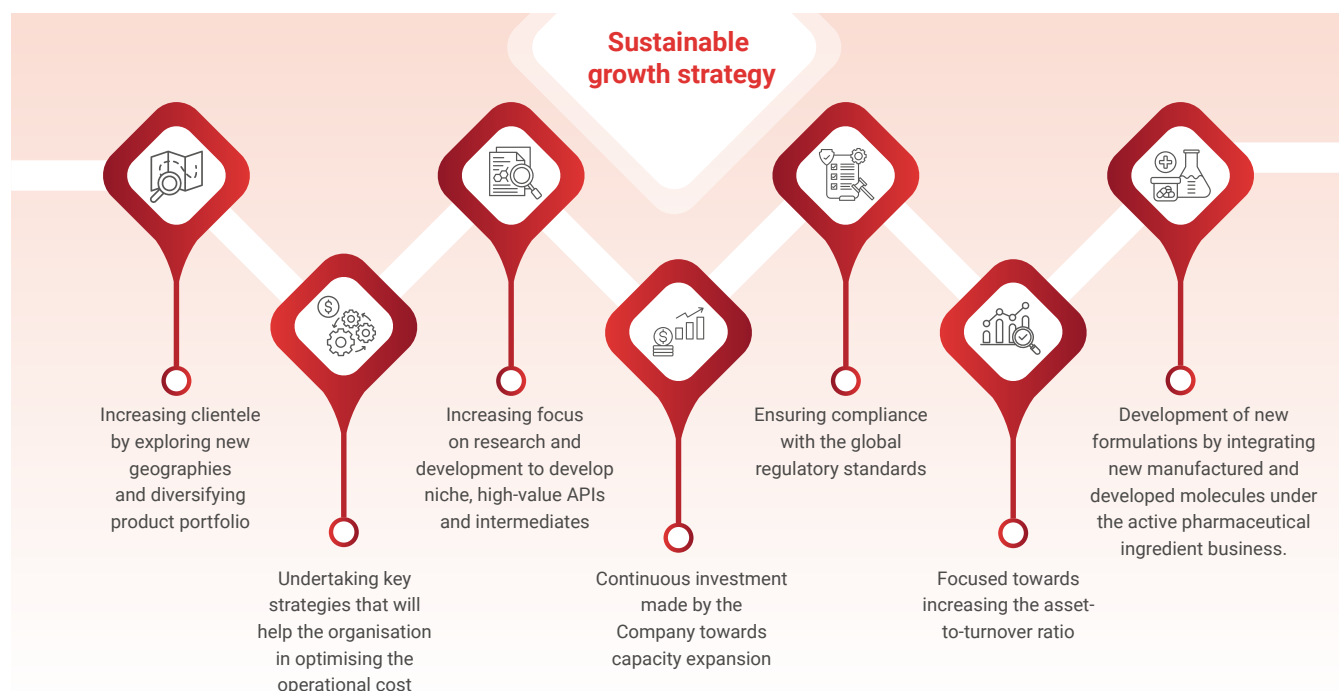 Sustainable
growth strategy
Increasing clientele
by exploring new
geographies
and diversifying
product portfolio
Undertaking key
strategies that will
help the organisation
in optimising the
operational cost
Increasing focus
on research and
development to develop
niche, high-value APIs
and intermediates
Continuous investment
made by the
Company towards
capacity expansion
Ensuring compliance
with the global
regulatory standards
Focused towards
increasing the asset-
to-turnover ratio
Development of new
formulations by integrating
new manufactured and
developed molecules under
the active pharmaceutical
ingredient business.